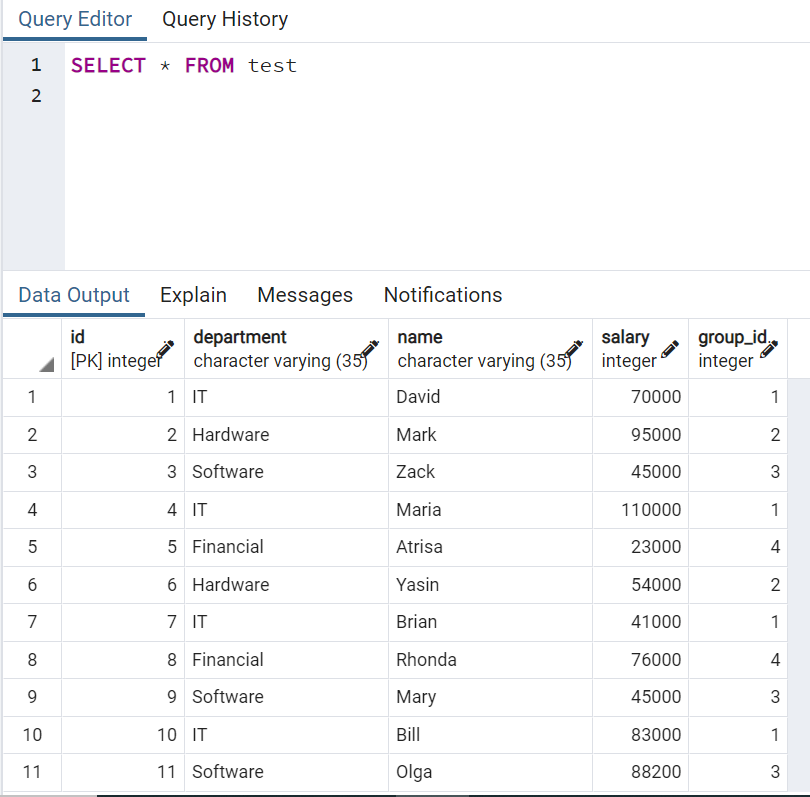 Query Editor Query History
1 SELECT * FROM test
2
Data Output Explain Messages Notifications
id department name salary group_id
[PK] integer character varying (35) character varying (35) integer integer
1 1 IT David 70000 1
2 2 Hardware Mark 95000 2
3 3 Software Zack 45000 3
4 4 IT Maria 110000 1
5 5 Financial Atrisa 23000 4
6 6 Hardware Yasin 54000 2
7 7 IT Brian 41000 1
8 8 Financial Rhonda 76000 4
9 9 Software Mary 45000 3
10 10 IT Bill 83000 1
11 11 Software Olga 88200 3